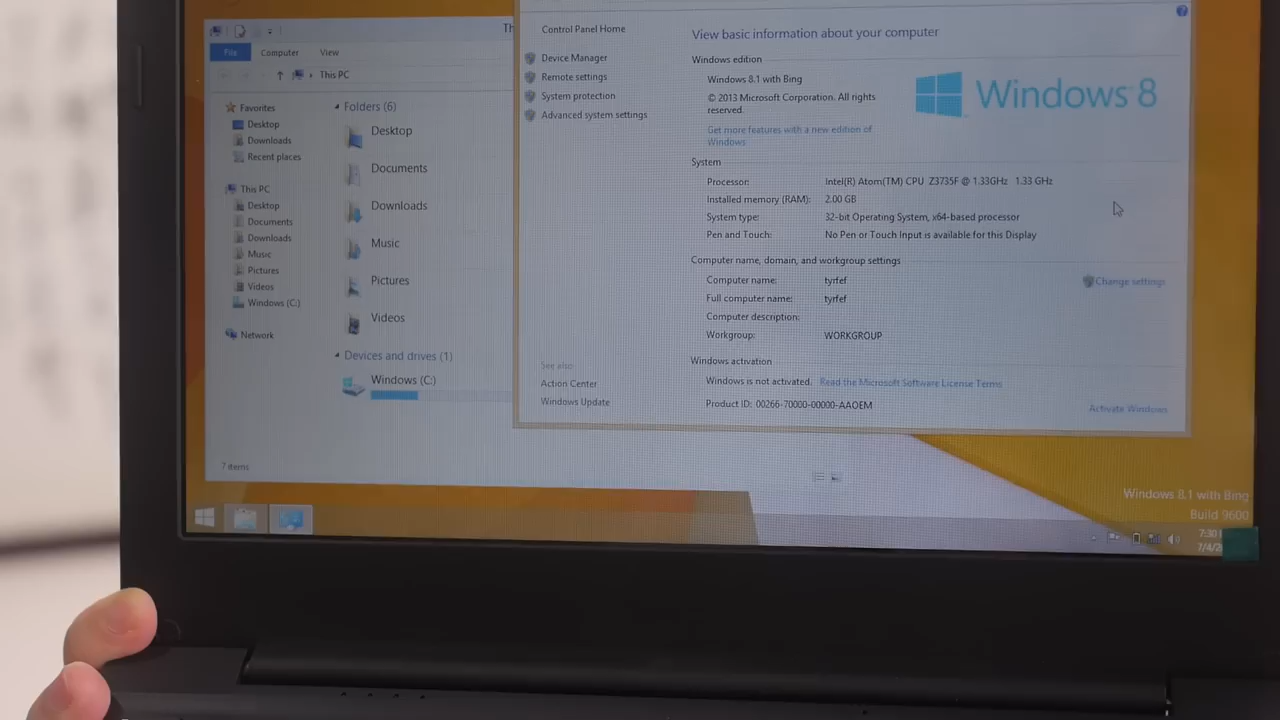 Th
File Computer View
This PC
Favorites
Desktop
Downloads
Recent places
This PC
Desktop
Documents
Downloads
Music
Pictures
Videos
Windows (C:)
Network
Folders (6)
Desktop
Documents
Downloads
Music
Pictures
Videos
Devices and drives (1)
Windows (C:)
7 items
Control Panel Home
Device Manager
Remote settings
System protection
Advanced system settings
See also
Action Center
Windows Update
View basic information about your computer
Windows edition
Windows 8.1 with Bing
© 2013 Microsoft Corporation. All rights
reserved.
Get more features with a new edition of
Windows
Windows 8
System
Processor: Intel(R) Atom(TM) CPU Z3735F @ 1.33GHz 1.33 GHz
Installed memory (RAM): 2.00 GB
System type: 32-bit Operating System, x64-based processor
Pen and Touch: No Pen or Touch Input is available for this Display
Computer name, domain, and workgroup settings
Computer name: tyrfef
Change settings
Full computer name: tyrfef
Computer description:
Workgroup: WORKGROUP
Windows activation
Windows is not activated. Read the Microsoft Software License Terms
Product ID: 00266-70000-00000-AAOEM
Activate Windows
Windows 8.1 with Bing
Build 9600
7:30
7/4/2